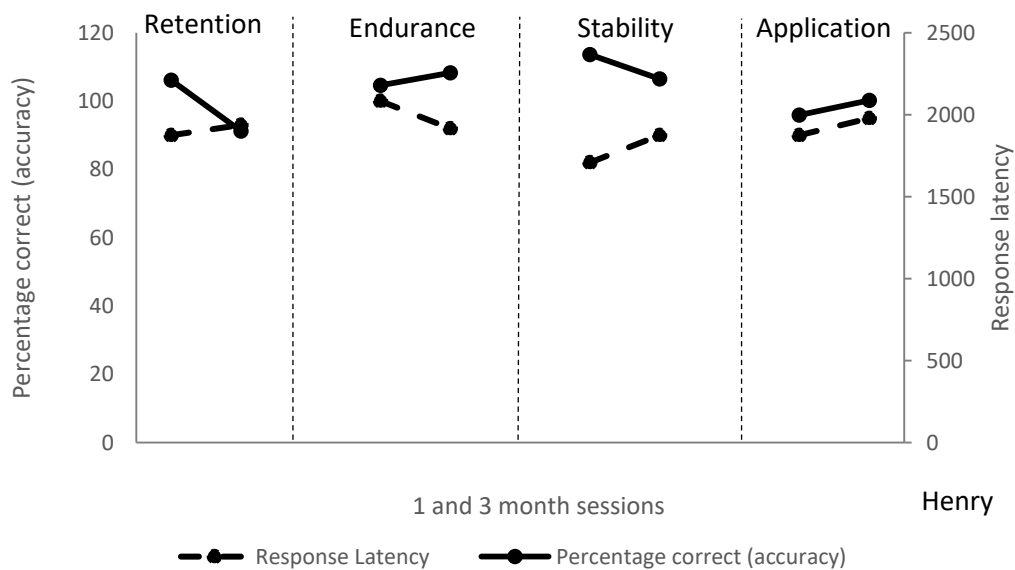 Retention Endurance Stability Application
120
100
80
60
40
20
0
Percentage correct (accuracy)
2500
2000
1500
1000
500
0
Response latency
1 and 3 month sessions
Henry
Response Latency Percentage correct (accuracy)